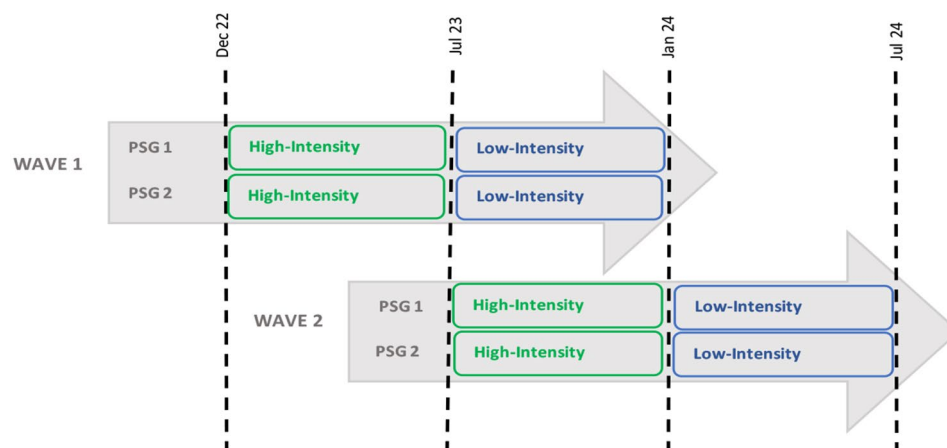 Dec 22
Jul 23
Jan 24
Jul 24
WAVE 1
PSG 1
High-Intensity
Low-Intensity
PSG 2
High-Intensity
Low-Intensity
WAVE 2
PSG 1
High-Intensity
Low-Intensity
PSG 2
High-Intensity
Low-Intensity